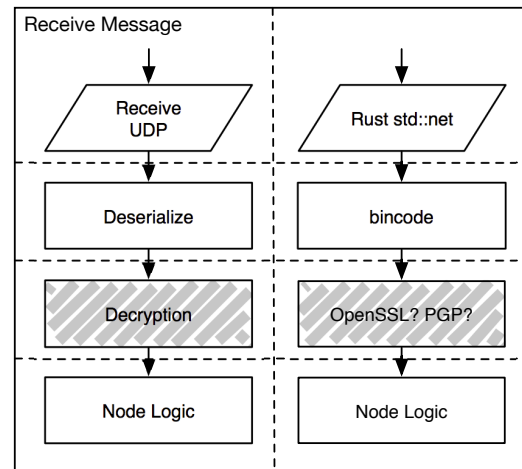 Receive Message
Receive
UDP
Rust std::net
Deserialize
bincode
Decryption
OpenSSL? PGP?
Node Logic
Node Logic